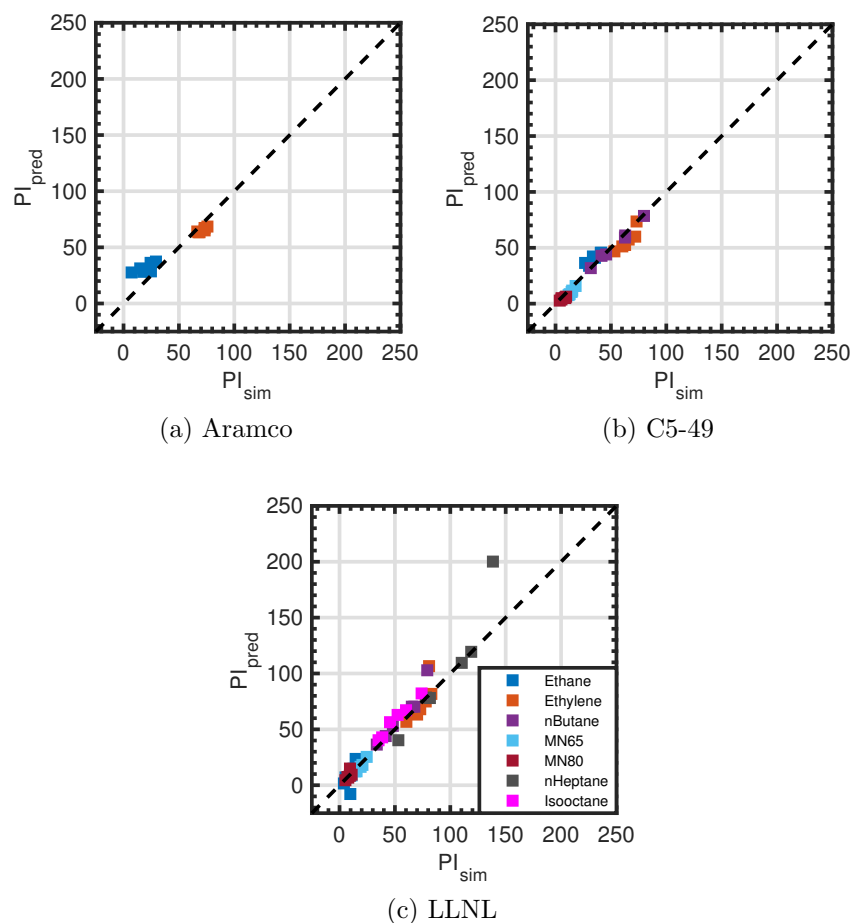 250
200
150
100
50
0
PI_pred
0 50 100 150 200 250
PI_sim
(a) Aramco
250
200
150
100
50
0
PI_pred
0 50 100 150 200 250
PI_sim
(b) C5-49
250
200
150
100
50
0
PI_pred
Ethane
Ethylene
nButane
MN65
MN80
nHeptane
Isooctane
0 50 100 150 200 250
PI_sim
(c) LLNL